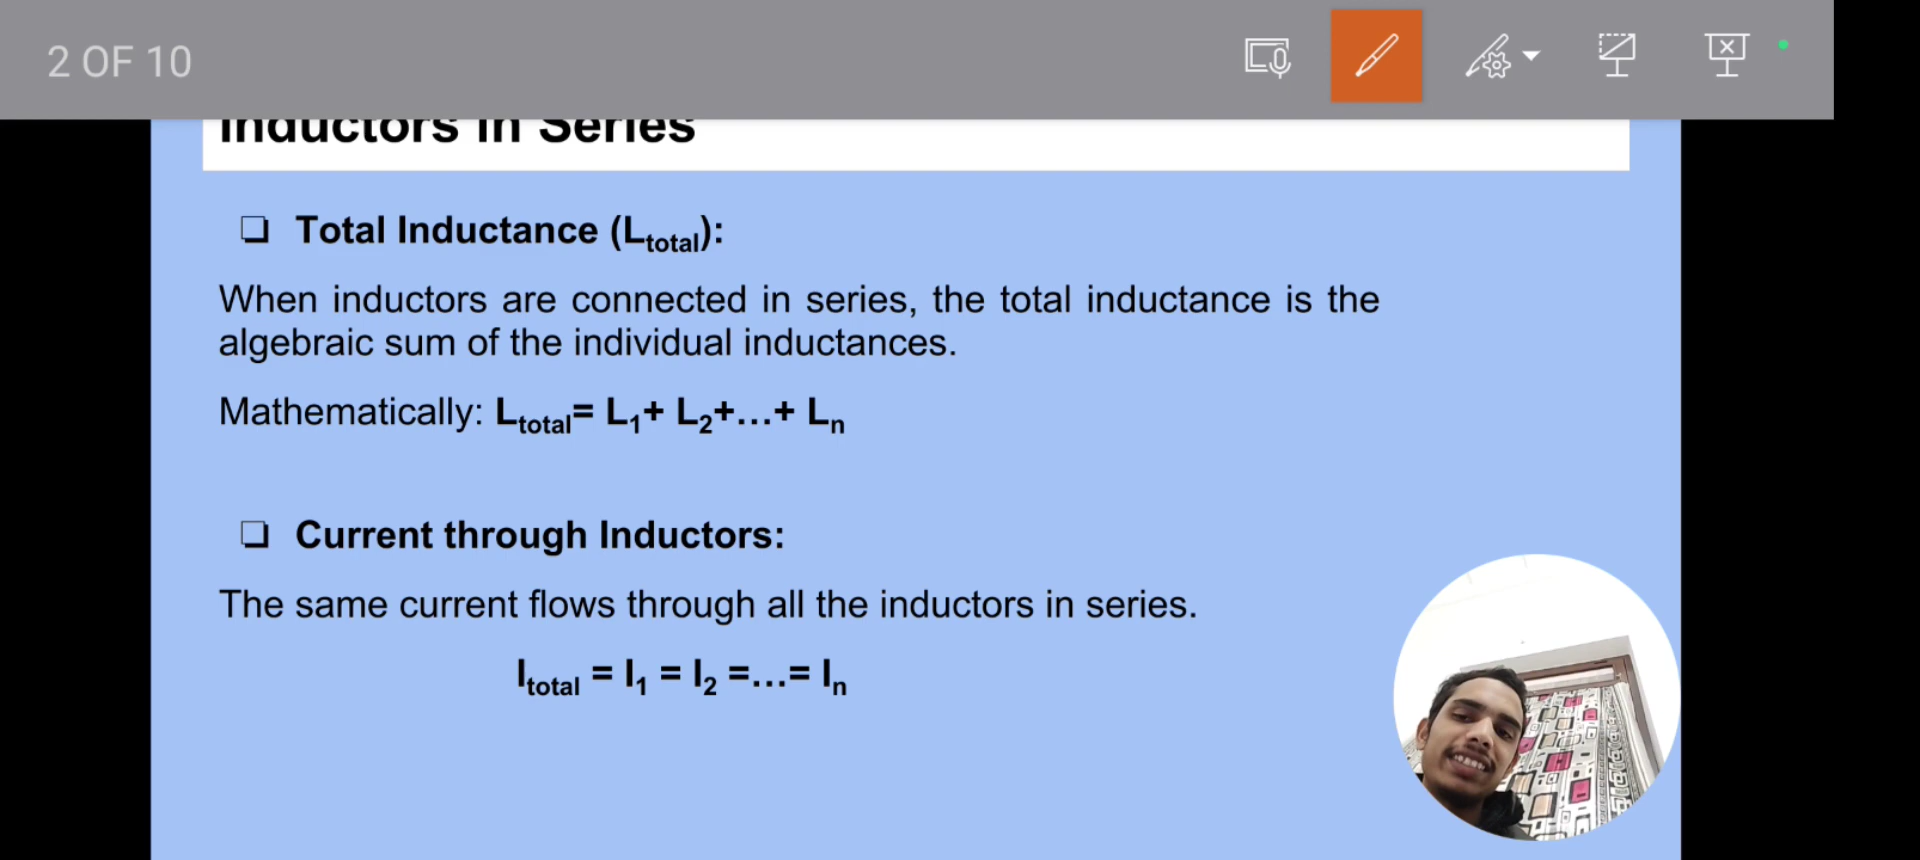 2 OF 10
Inductors in Series
❑ Total Inductance (Ltotal):
When inductors are connected in series, the total inductance is the
algebraic sum of the individual inductances.
Mathematically: Ltotal= L1+ L2+...+ Ln
❑ Current through Inductors:
The same current flows through all the inductors in series.
Itotal = I1 = I2 =...= In